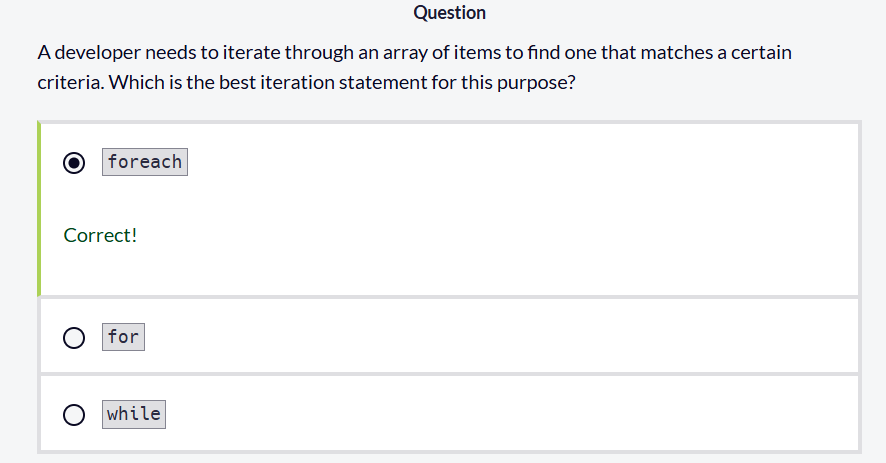 Question
A developer needs to iterate through an array of items to find one that matches a certain
criteria. Which is the best iteration statement for this purpose?
foreach
Correct!
for
while